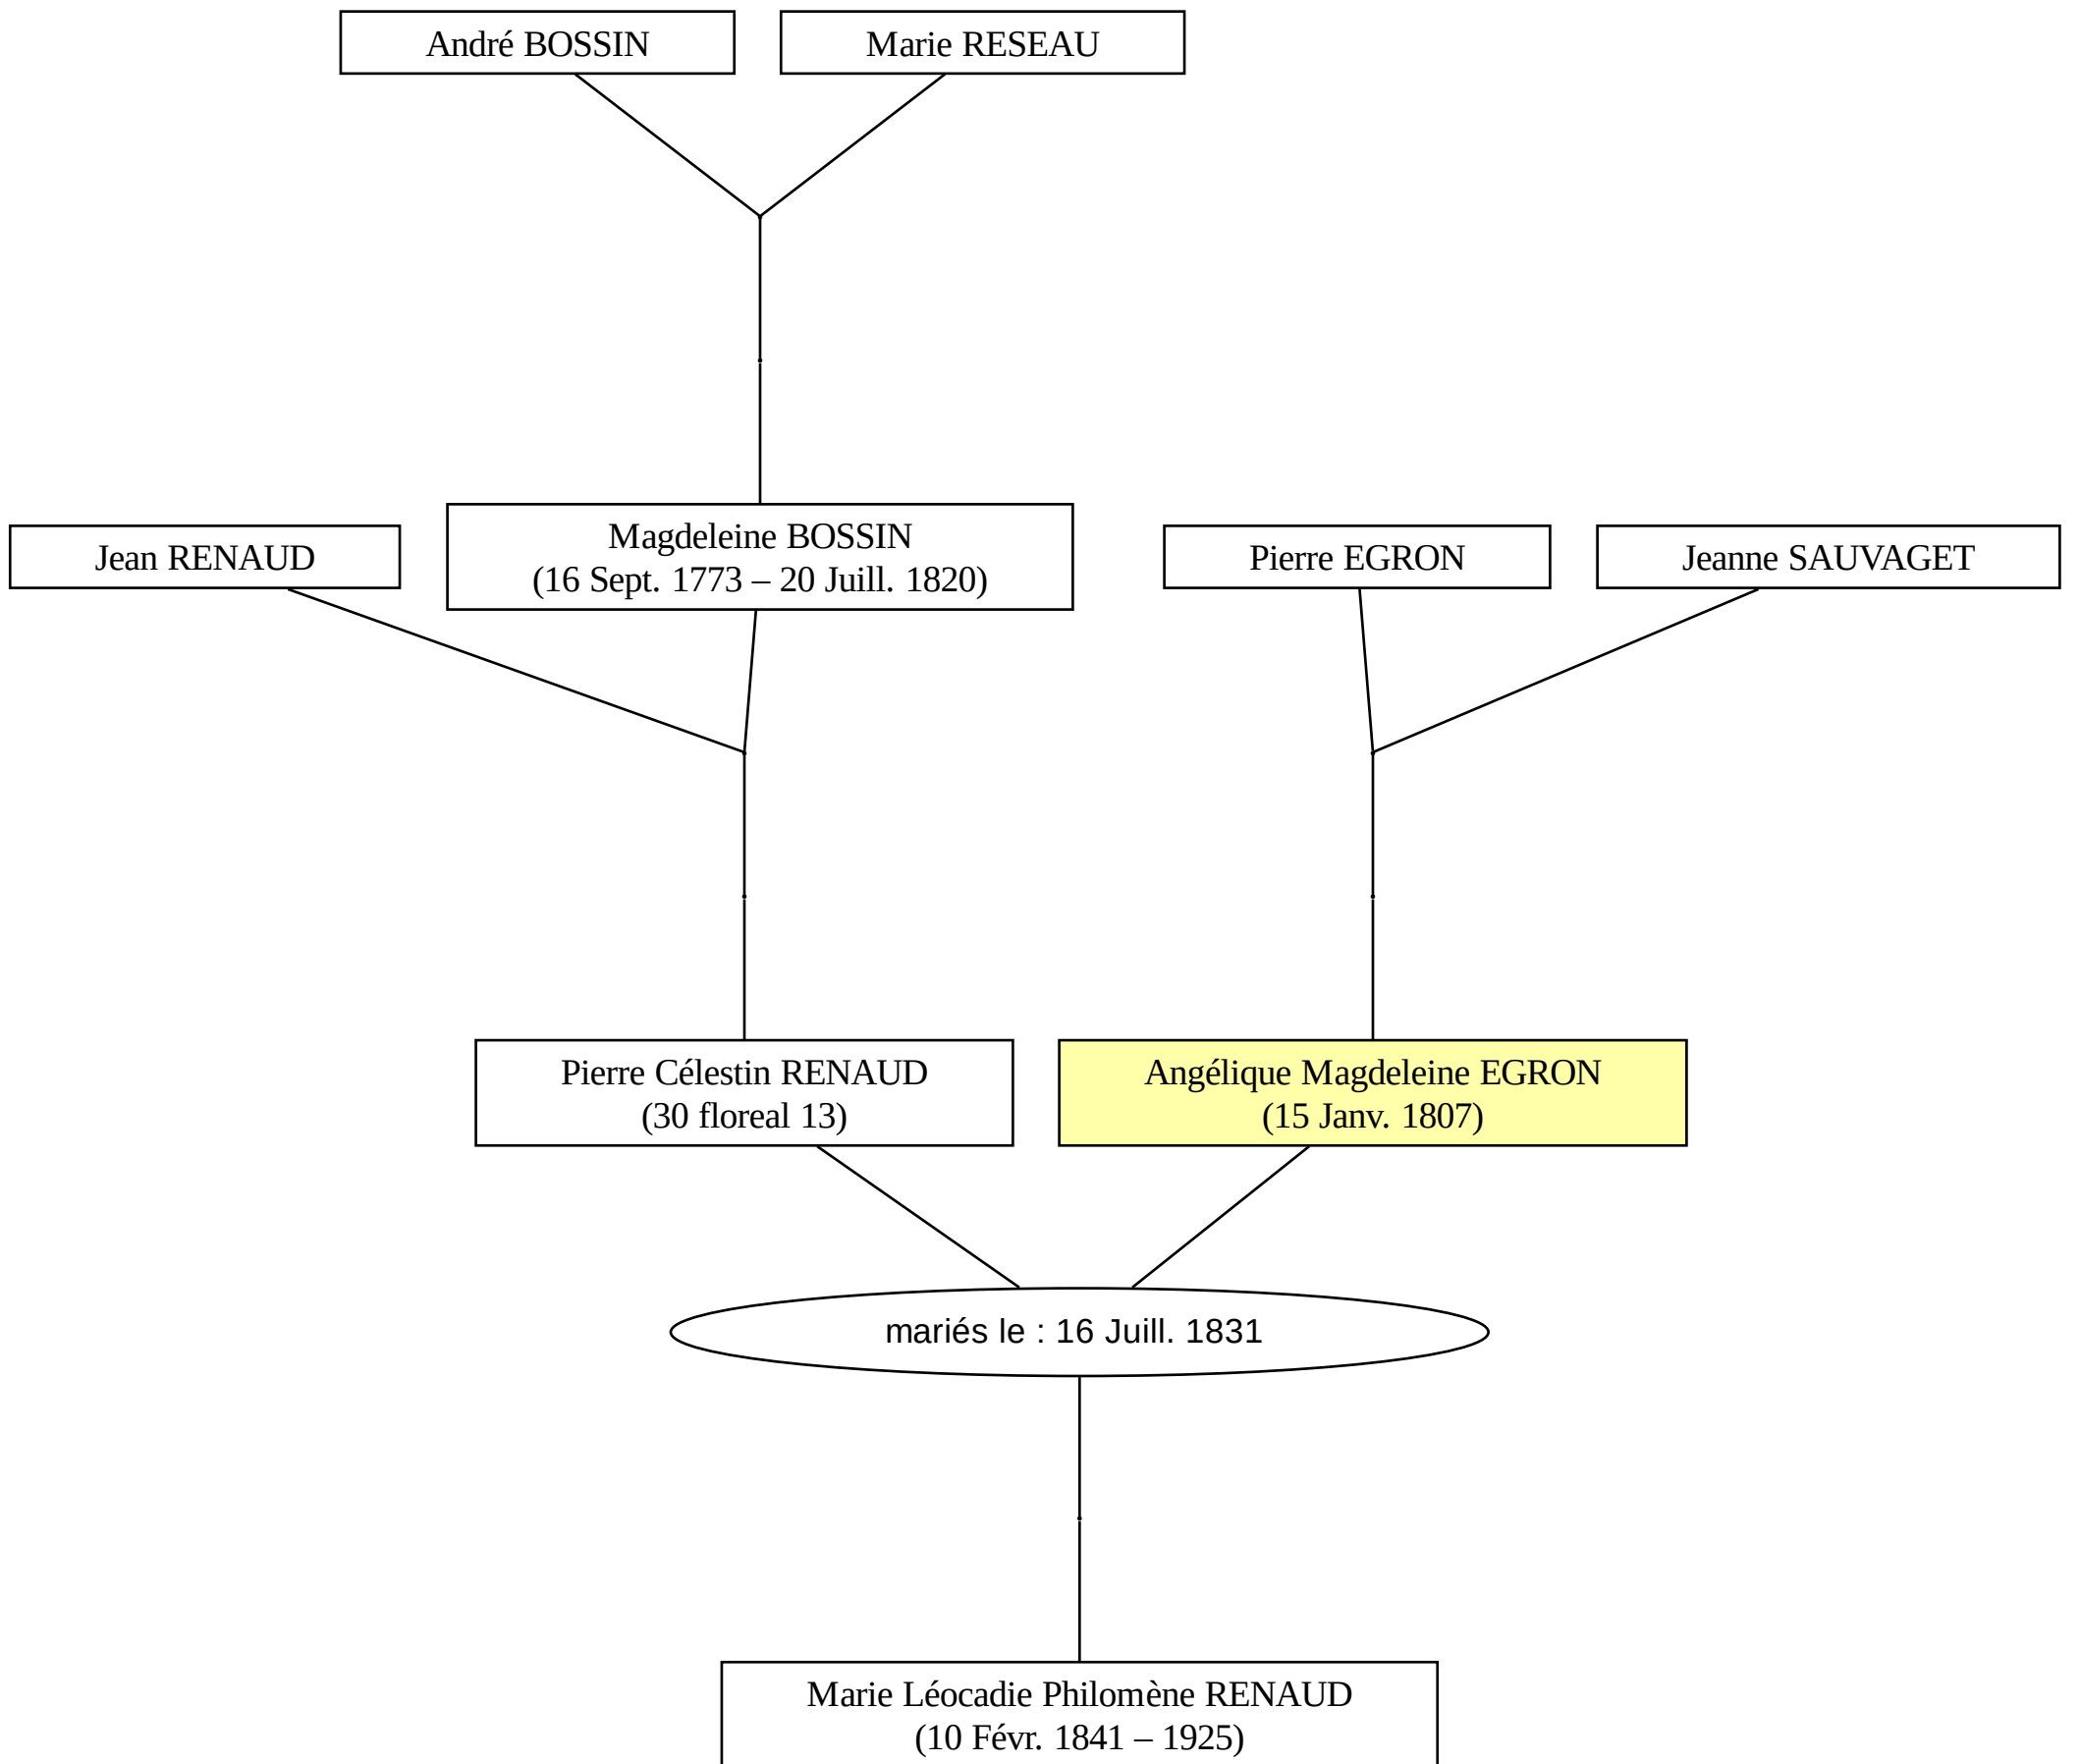 André BOSSIN
Marie RESEAU
Jean RENAUD
Magdeleine BOSSIN
(16 Sept. 1773 – 20 Juill. 1820)
Pierre EGRON
Jeanne SAUVAGET
Pierre Célestin RENAUD
(30 floreal 13)
Angélique Magdeleine EGRON
(15 Janv. 1807)
mariés le : 16 Juill. 1831
Marie Léocadie Philomène RENAUD
(10 Févr. 1841 – 1925)